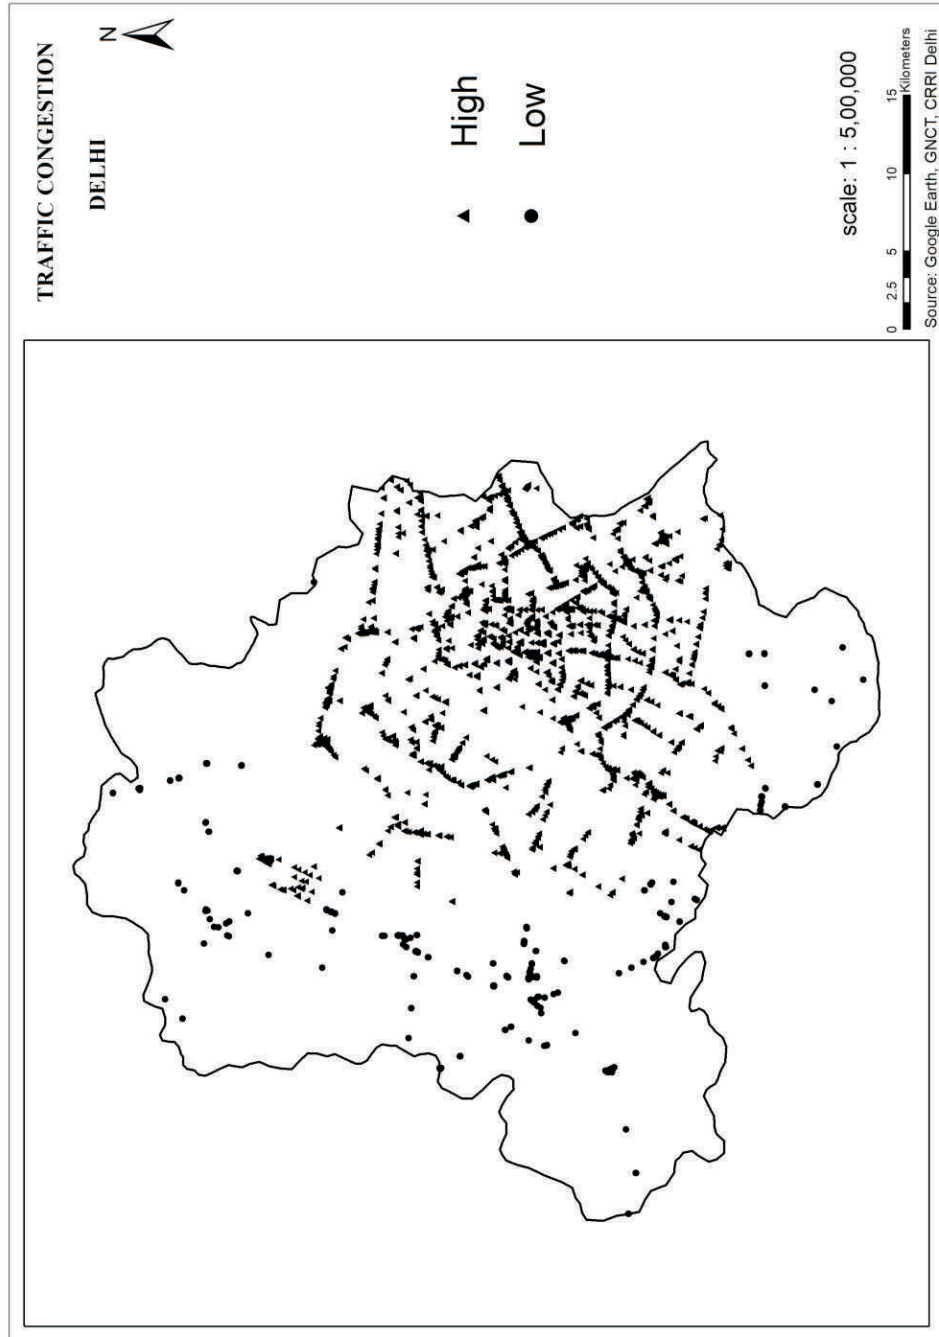 TRAFFIC CONGESTION
DELHI
N
High
Low
scale: 1 : 5,00,000
0 2.5 5 10 15
Kilometers
Source: Google Earth, GNCT, CRRI Delhi